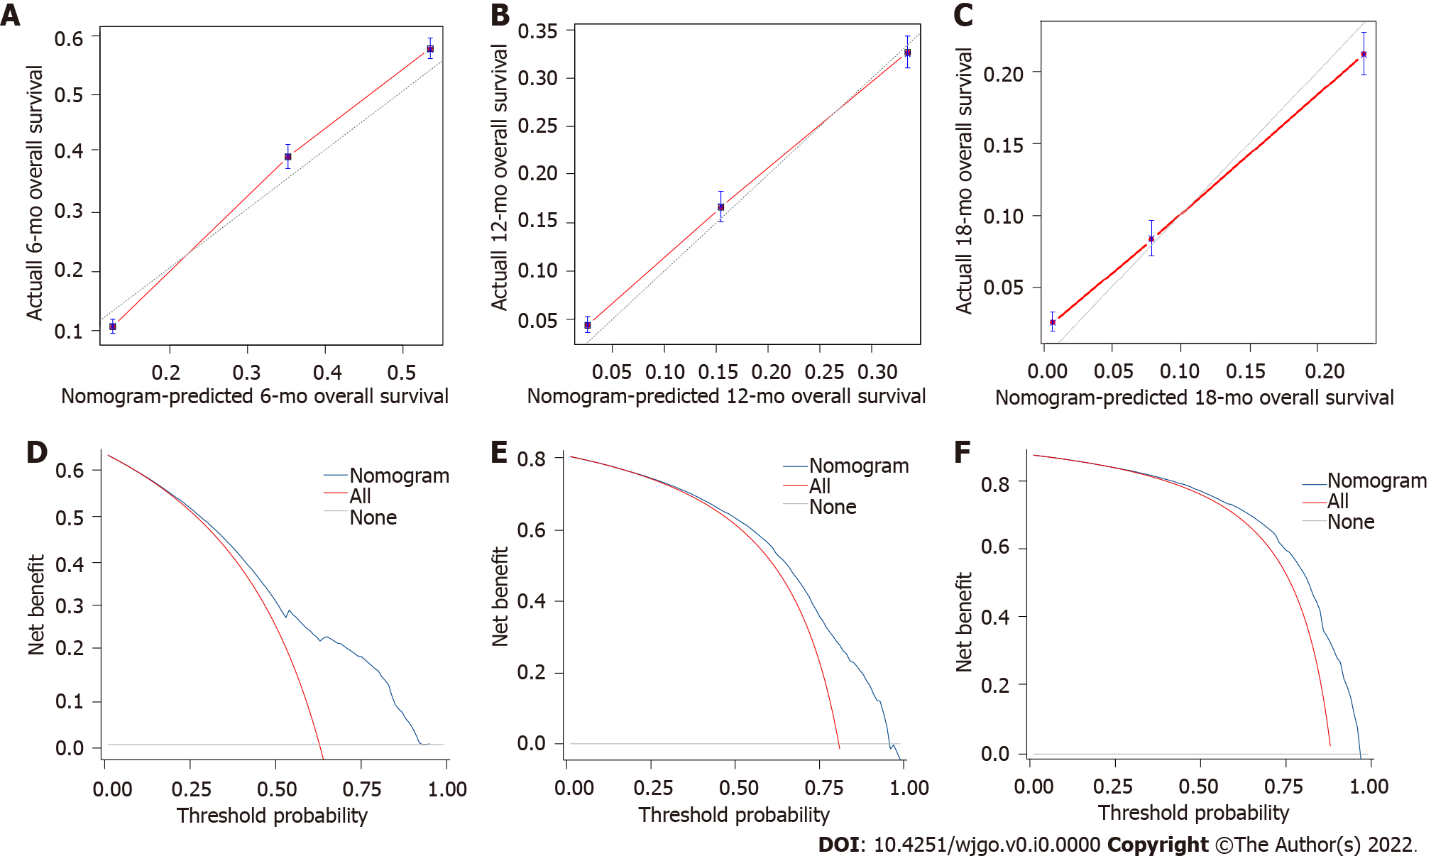 A
0.6
0.5
0.4
0.3
0.2
0.1
Actuall 6-mo overall survival
0.2 0.3 0.4 0.5
Nomogram-predicted 6-mo overall survival
B
0.35
0.30
0.25
0.20
0.15
0.10
0.05
Actuall 12-mo overall survival
0.05 0.10 0.15 0.20 0.25 0.30
Nomogram-predicted 12-mo overall survival
C
0.20
0.15
0.10
0.05
Actuall 18-mo overall survival
0.00 0.05 0.10 0.15 0.20
Nomogram-predicted 18-mo overall survival
D
0.6
0.5
0.4
0.3
0.2
0.1
0.0
Net benefit
Nomogram
All
None
0.00 0.25 0.50 0.75 1.00
Threshold probability
E
0.8
0.6
0.4
0.2
0.0
Net benefit
Nomogram
All
None
0.00 0.25 0.50 0.75 1.00
Threshold probability
F
0.8
0.6
0.4
0.2
0.0
Net benefit
Nomogram
All
None
0.00 0.25 0.50 0.75 1.00
Threshold probability
DOI: 10.4251/wjgo.v0.i0.0000 Copyright ©The Author(s) 2022.